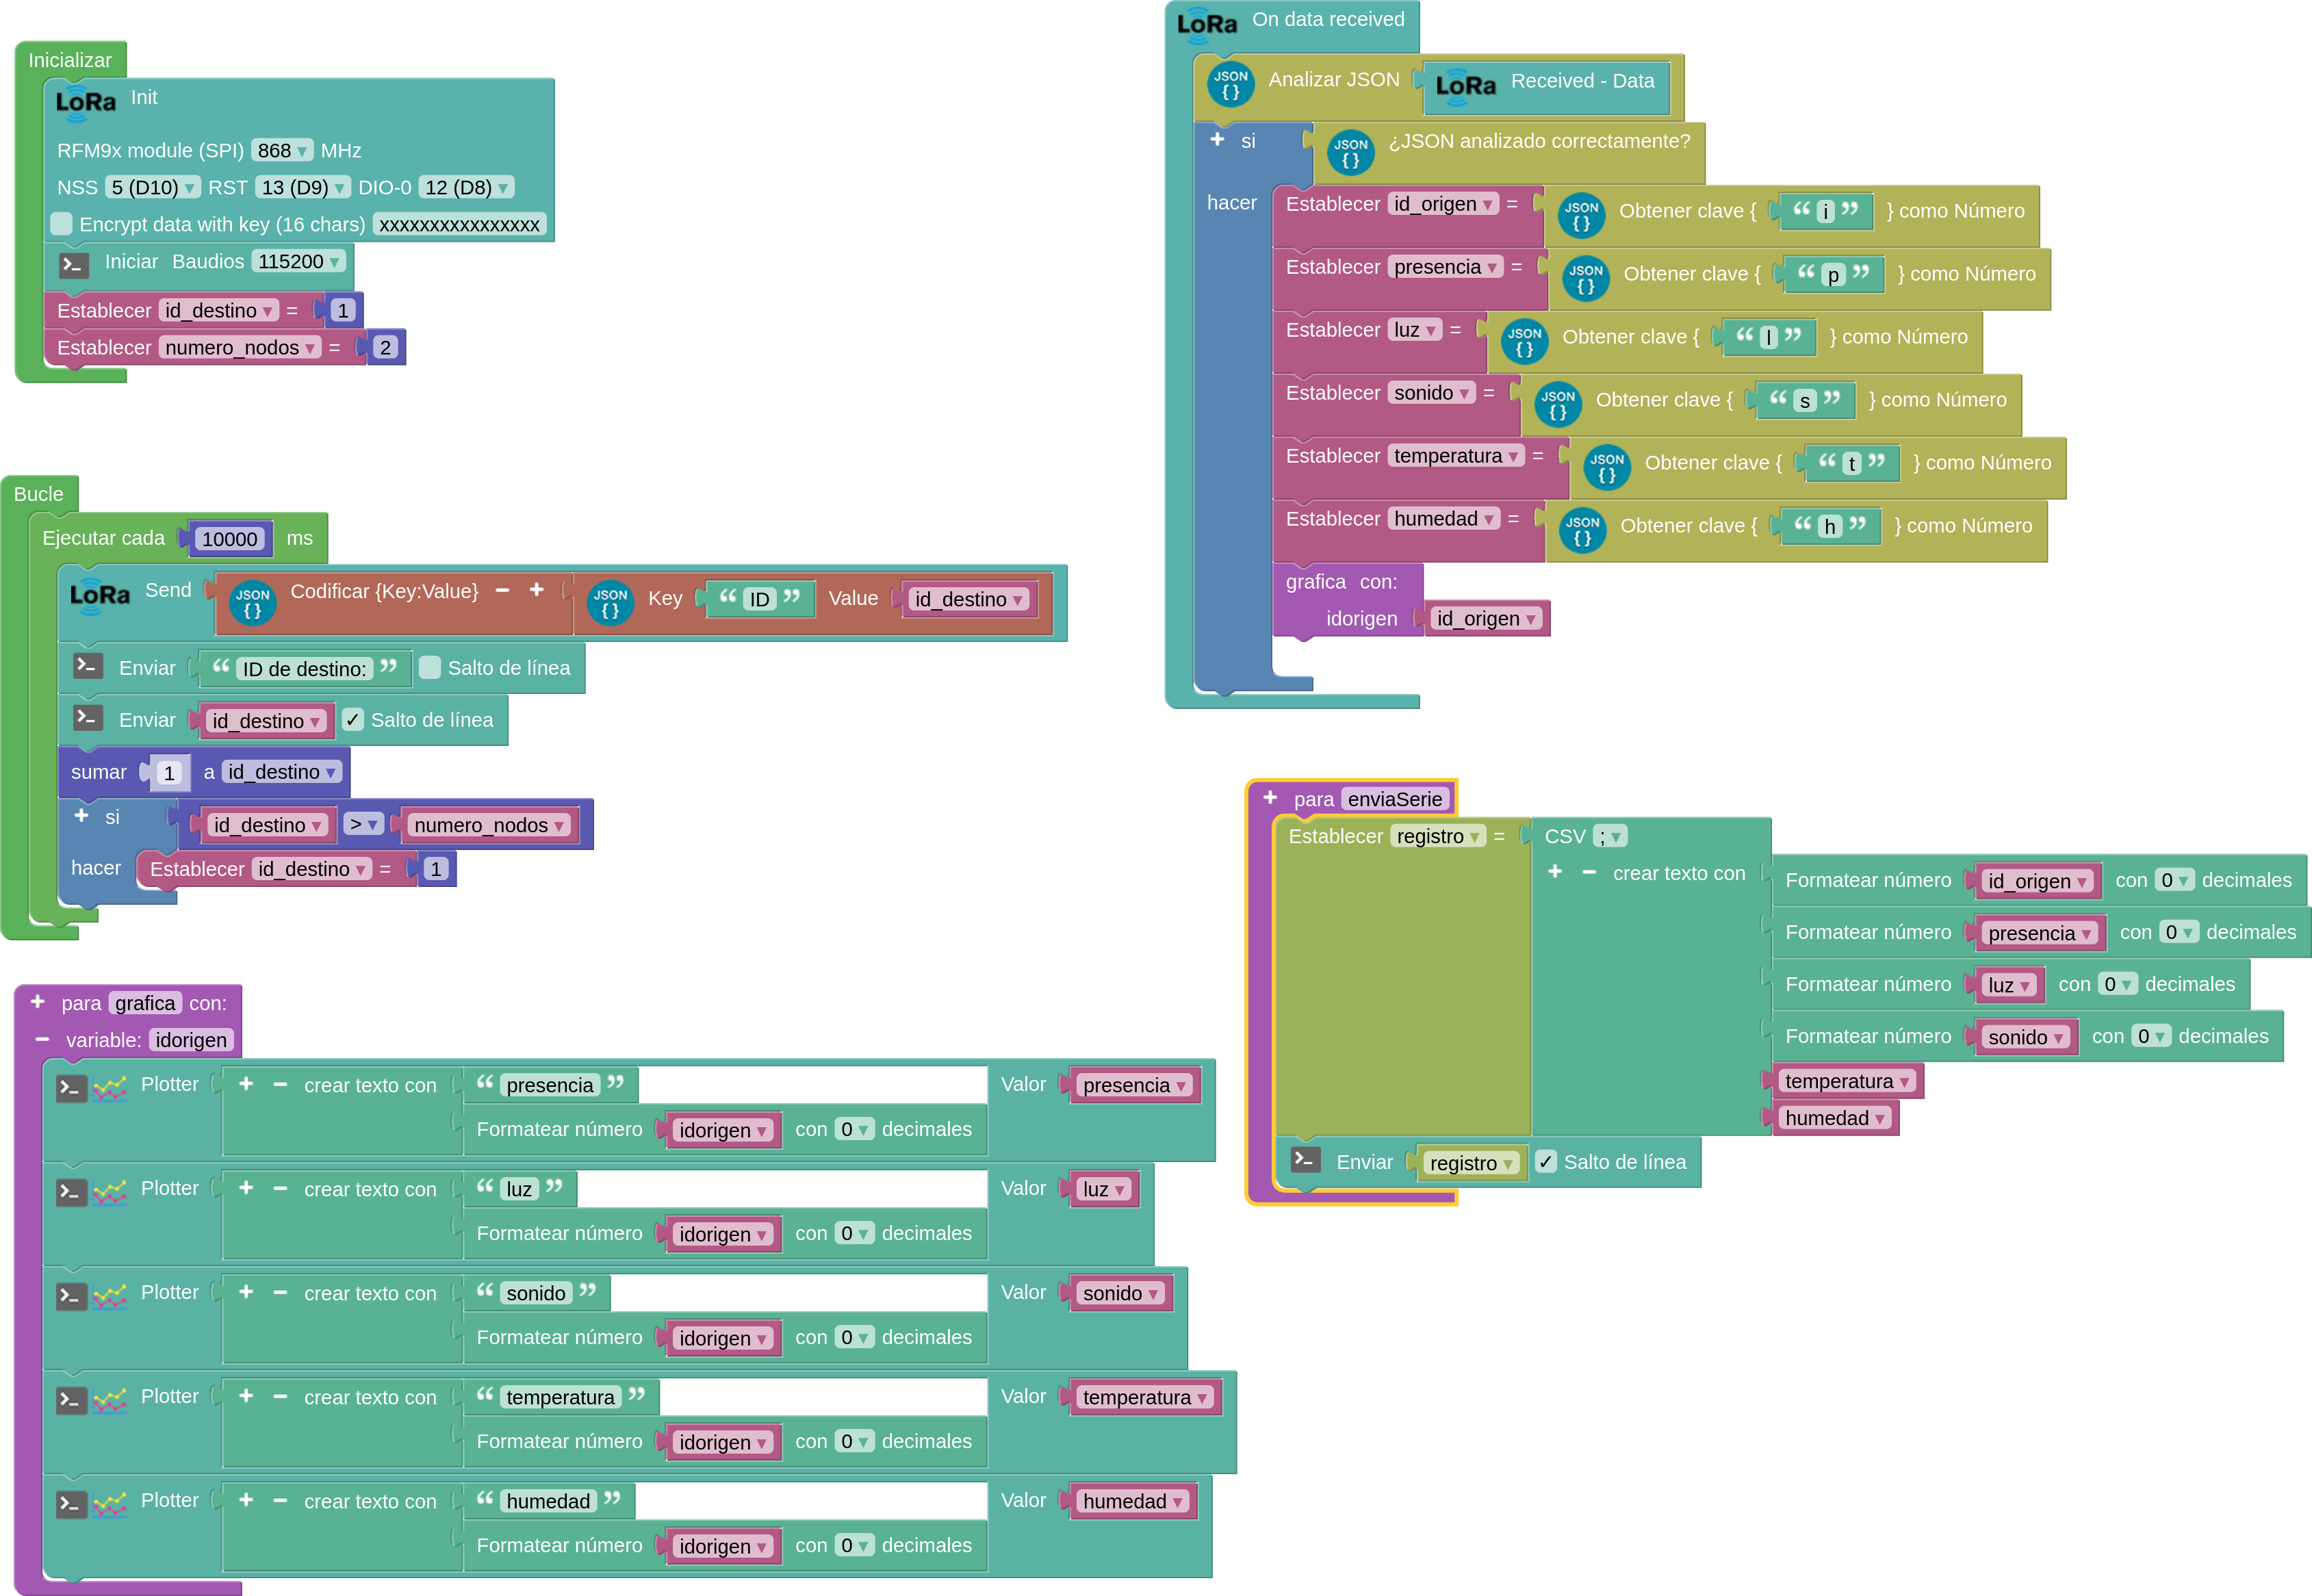 Inicializar
LoRa Init
RFM9x module (SPI) 868 MHz
NSS 5 (D10) RST 13 (D9) DIO-0 12 (D8)
Encrypt data with key (16 chars) xxxxxxxxxxxxxxxx
Iniciar Baudios 115200
Establecer id_destino = 1
Establecer numero_nodos = 2
Bucle
Ejecutar cada 10000 ms
LoRa Send JSON { } Codificar {Key:Value} - + JSON { } Key “ ID ” Value id_destino
Enviar “ ID de destino: ” Salto de línea
Enviar id_destino ✓ Salto de línea
sumar 1 a id_destino
+ si id_destino > numero_nodos
hacer Establecer id_destino = 1
+ para grafica con:
- variable: idorigen
Plotter + - crear texto con “ presencia ” Valor presencia
Formatear número idorigen con 0 decimales
Plotter + - crear texto con “ luz ” Valor luz
Formatear número idorigen con 0 decimales
Plotter + - crear texto con “ sonido ” Valor sonido
Formatear número idorigen con 0 decimales
Plotter + - crear texto con “ temperatura ” Valor temperatura
Formatear número idorigen con 0 decimales
Plotter + - crear texto con “ humedad ” Valor humedad
Formatear número idorigen con 0 decimales
LoRa On data received
JSON { } Analizar JSON LoRa Received - Data
+ si JSON { } ¿JSON analizado correctamente?
hacer Establecer id_origen = JSON { } Obtener clave { “ i ” } como Número
Establecer presencia = JSON { } Obtener clave { “ p ” } como Número
Establecer luz = JSON { } Obtener clave { “ l ” } como Número
Establecer sonido = JSON { } Obtener clave { “ s ” } como Número
Establecer temperatura = JSON { } Obtener clave { “ t ” } como Número
Establecer humedad = JSON { } Obtener clave { “ h ” } como Número
grafica con:
idorigen id_origen
+ para enviaSerie
Establecer registro = CSV ;
+ - crear texto con Formatear número id_origen con 0 decimales
Formatear número presencia con 0 decimales
Formatear número luz con 0 decimales
Formatear número sonido con 0 decimales
temperatura
humedad
Enviar registro ✓ Salto de línea